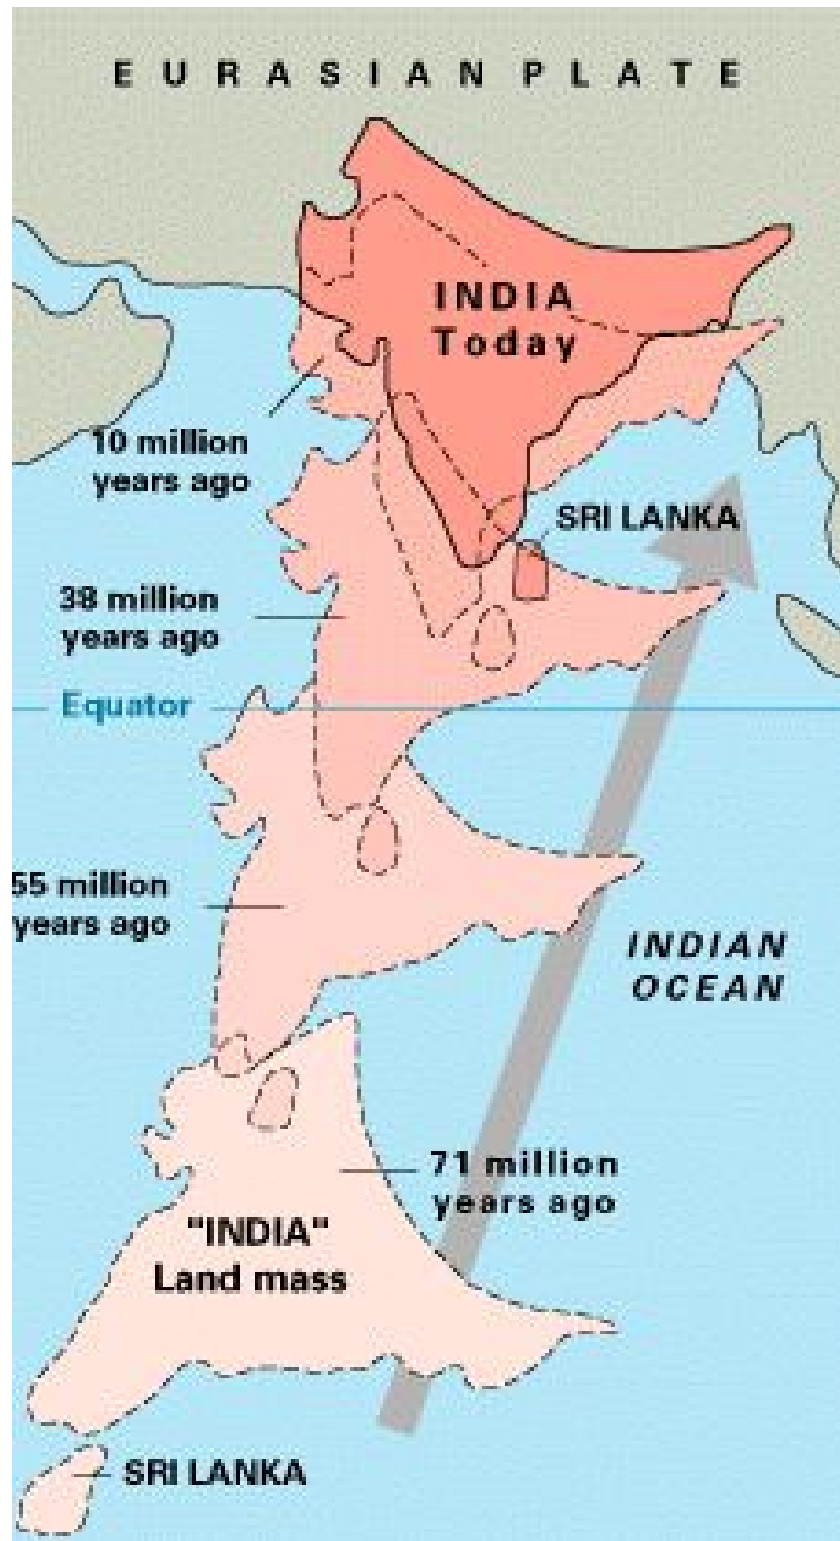 EURASIAN PLATE
INDIA
Today
10 million
years ago
SRI LANKA
38 million
years ago
Equator
55 million
years ago
INDIAN
OCEAN
71 million
years ago
"INDIA"
Land mass
SRI LANKA